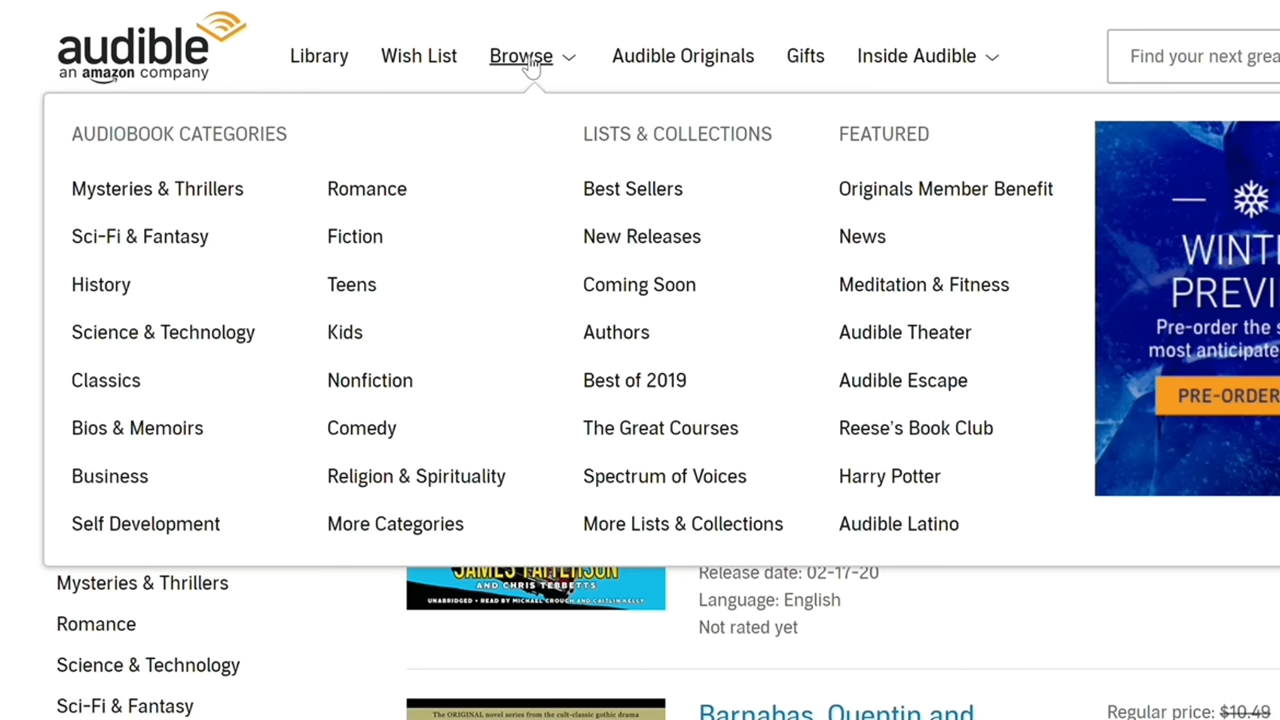 audible
an amazon company
Library
Wish List
Browse
Audible Originals
Gifts
Inside Audible
Find your next grea
AUDIOBOOK CATEGORIES
Mysteries & Thrillers
Sci-Fi & Fantasy
History
Science & Technology
Classics
Bios & Memoirs
Business
Self Development
Romance
Fiction
Teens
Kids
Nonfiction
Comedy
Religion & Spirituality
More Categories
LISTS & COLLECTIONS
Best Sellers
New Releases
Coming Soon
Authors
Best of 2019
The Great Courses
Spectrum of Voices
More Lists & Collections
FEATURED
Originals Member Benefit
News
Meditation & Fitness
Audible Theater
Audible Escape
Reese's Book Club
Harry Potter
Audible Latino
WINT
PREVI
Pre-order the s
most anticipate
PRE-ORDER
Mysteries & Thrillers
Romance
Science & Technology
Sci-Fi & Fantasy
JAMES PATTERSON
AND CHRIS TEBBETTS
UNABRIDGED • READ BY MICHAEL CROUCH AND CAITLIN KELLY
Release date: 02-17-20
Language: English
Not rated yet
The ORIGINAL novel series from the cult-classic gothic drama
Barnabas, Quentin and
Regular price: $10.49